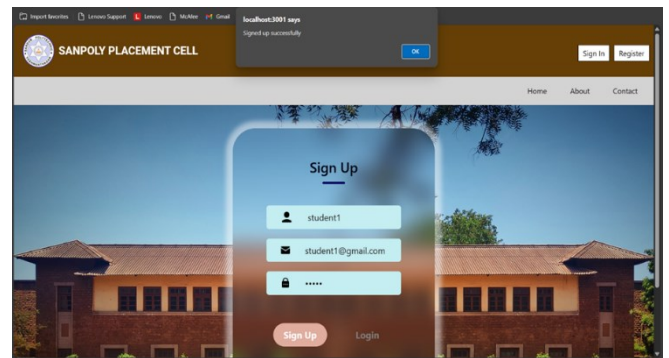 Import favorites Lenovo Support Lenovo McAfee Gmail
localhost:3001 says
Signed up successfully
OK
SANPOLY PLACEMENT CELL
Sign In Register
Home About Contact
Sign Up
student1
student1@gmail.com
•••••
Sign Up Login